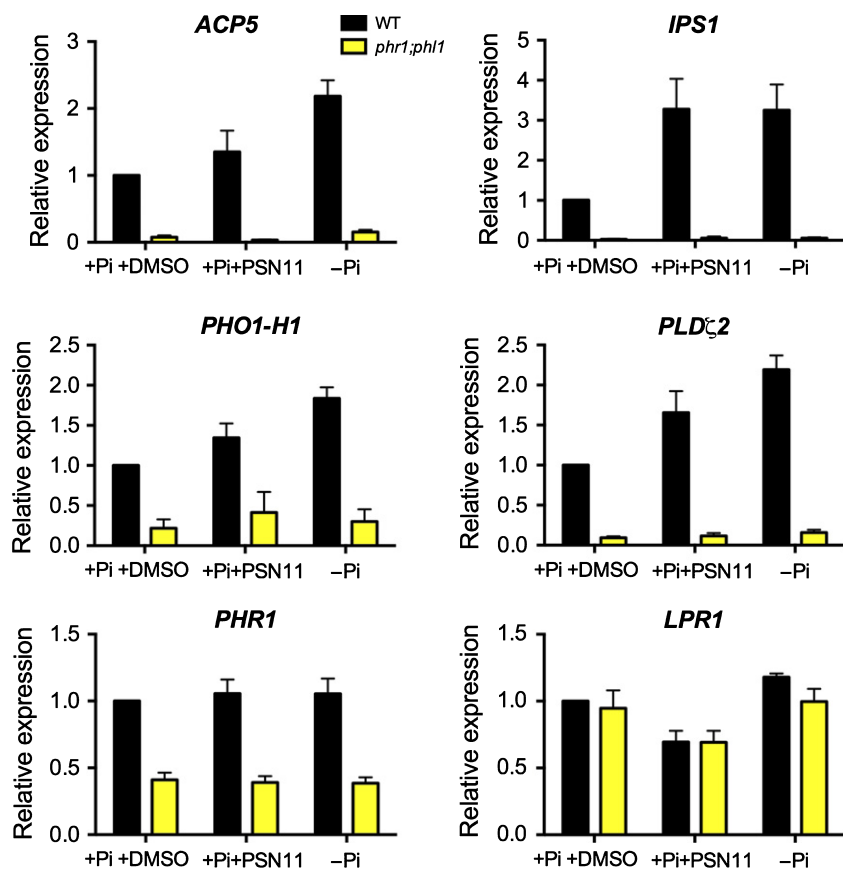 ACP5
WT
phr1;phl1
Relative expression
3
2
1
0
+Pi +DMSO +Pi+PSN11 –Pi
IPS1
Relative expression
5
4
3
2
1
0
+Pi +DMSO +Pi+PSN11 –Pi
PHO1-H1
Relative expression
2.5
2.0
1.5
1.0
0.5
0.0
+Pi +DMSO +Pi+PSN11 –Pi
PLDζ2
Relative expression
2.5
2.0
1.5
1.0
0.5
0.0
+Pi +DMSO +Pi+PSN11 –Pi
PHR1
Relative expression
1.5
1.0
0.5
0.0
+Pi +DMSO +Pi+PSN11 –Pi
LPR1
Relative expression
1.5
1.0
0.5
0.0
+Pi +DMSO +Pi+PSN11 –Pi